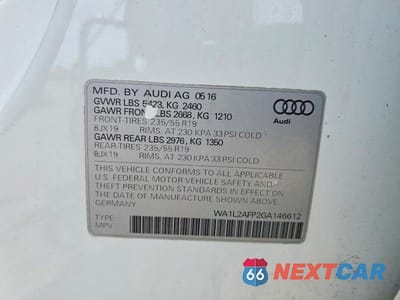 MFD. BY AUDI AG 05 16
GVWR LBS 5423, KG 2460
GAWR FRONT LBS 2668, KG 1210
FRONT-TIRES 235/55 R19
8JX19 RIMS. AT 230 KPA 33 PSI COLD
GAWR REAR LBS 2976, KG 1350
REAR-TIRES 235/55 R19
8JX19 RIMS. AT 230 KPA 33 PSI COLD
THIS VEHICLE CONFORMS TO ALL APPLICABLE
U.S. FEDERAL MOTOR VEHICLE SAFETY AND
THEFT PREVENTION STANDARDS IN EFFECT ON
THE DATE OF MANUFACTURE SHOWN ABOVE
GERMANY
WA1L2AFP2GA146612
TYPE:
MPV
Audi
66 NEXTCAR